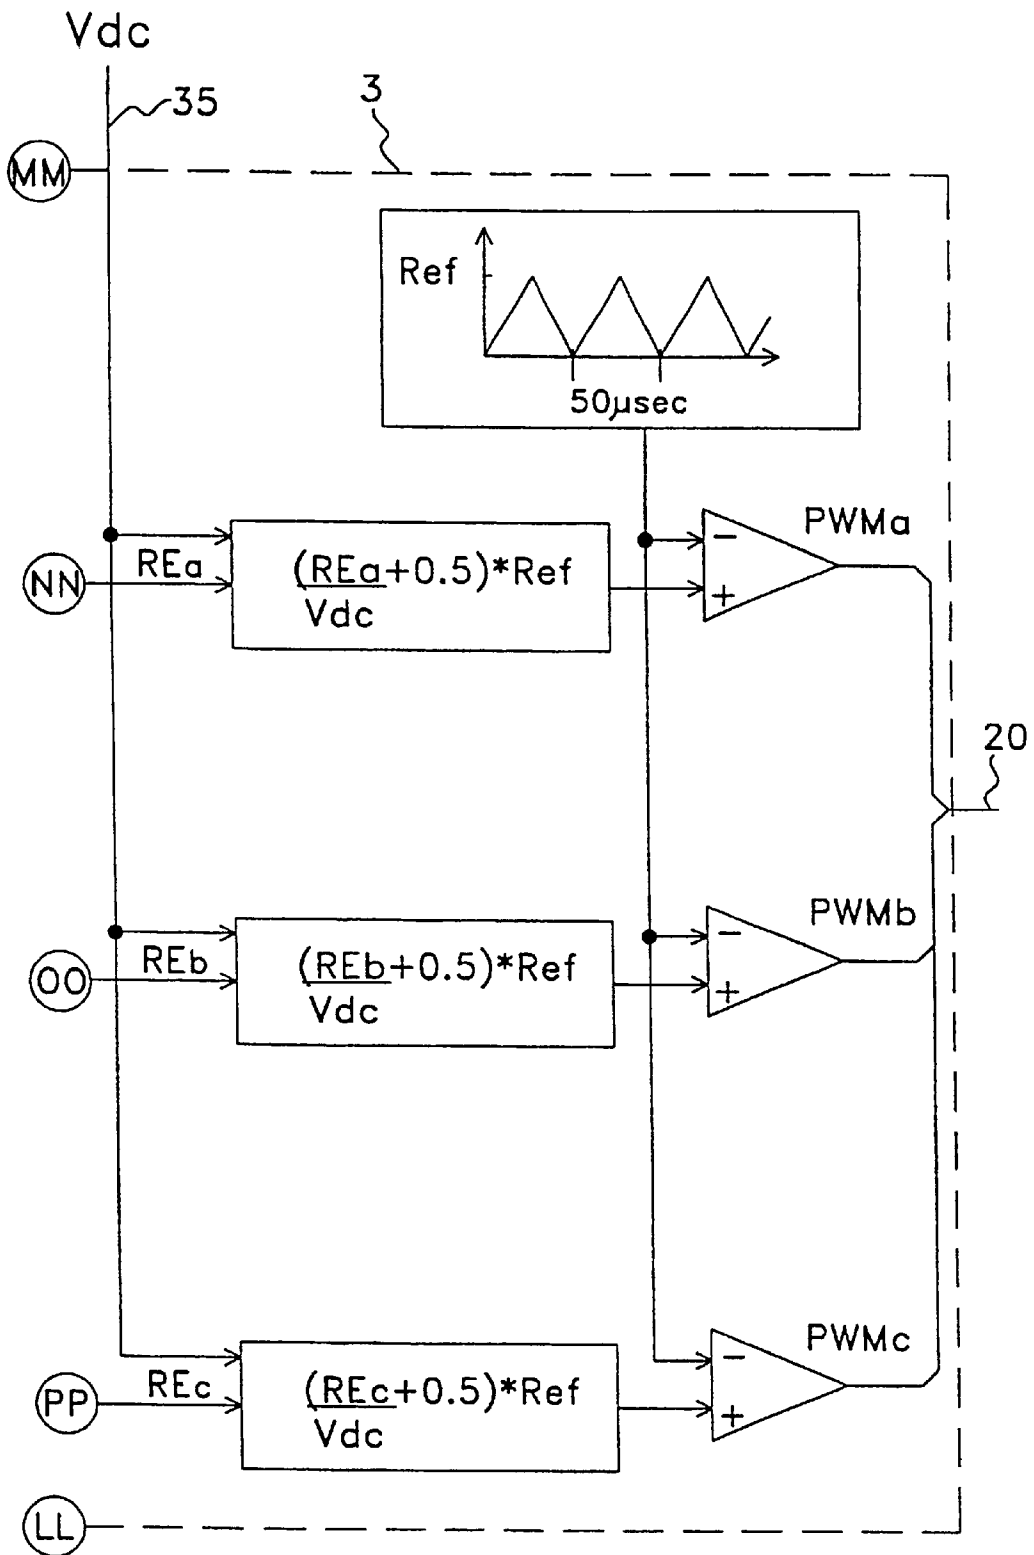 Vdc
35
3
MM
Ref
50µsec
PWMa
NN
REa
(REa+0.5)*Ref
Vdc
−
+
20
PWMb
OO
REb
(REb+0.5)*Ref
Vdc
−
+
PWMc
PP
REc
(REc+0.5)*Ref
Vdc
−
+
LL